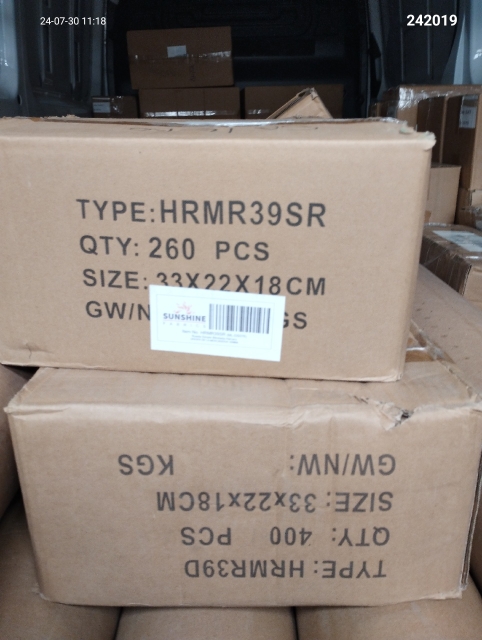 24-07-30 11:18
242019
TYPE:HRMR39SR
QTY: 260 PCS
SIZE: 33X22X18CM
GW/N GS
SUNSHINE
TYPE: HRMR39D
QTY: 400 PCS
SIZE: 33x22x18CM
GW/NW: KGS